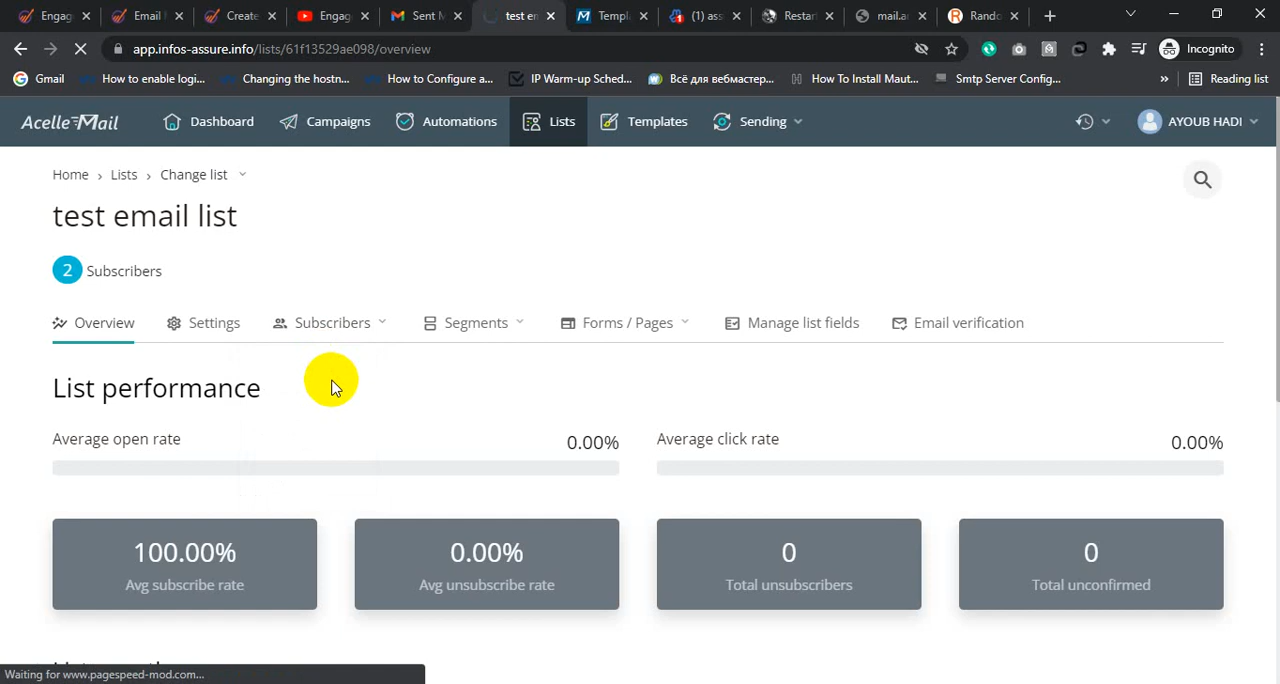 Engag
Email M
Create
Engage
Sent M
test em
Templ
(1) ass
Restar
mail.ar
Rando
app.infos-assure.info/lists/61f13529ae098/overview
Incognito
Gmail
How to enable logi...
Changing the hostn...
How to Configure a...
IP Warm-up Sched...
Всё для вебмастер...
How To Install Maut...
Smtp Server Config...
»
Reading list
Acelle Mail
Dashboard
Campaigns
Automations
Lists
Templates
Sending
AYOUB HADI
Home › Lists › Change list
test email list
2 Subscribers
Overview
Settings
Subscribers
Segments
Forms / Pages
Manage list fields
Email verification
List performance
Average open rate 0.00%
Average click rate 0.00%
100.00%
Avg subscribe rate
0.00%
Avg unsubscribe rate
0
Total unsubscribers
0
Total unconfirmed
Waiting for www.pagespeed-mod.com...